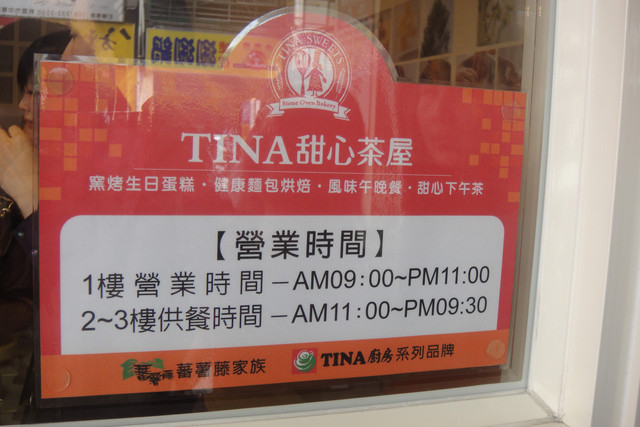 TINA SWEETS
Stone Oven Bakery
TINA甜心茶屋
窯烤生日蛋糕·健康麵包烘焙·風味午晚餐·甜心下午茶
【營業時間】
1樓營業時間－AM09:00~PM11:00
2~3樓供餐時間－AM11:00~PM09:30
蕃薯藤家族 TINA廚房系列品牌